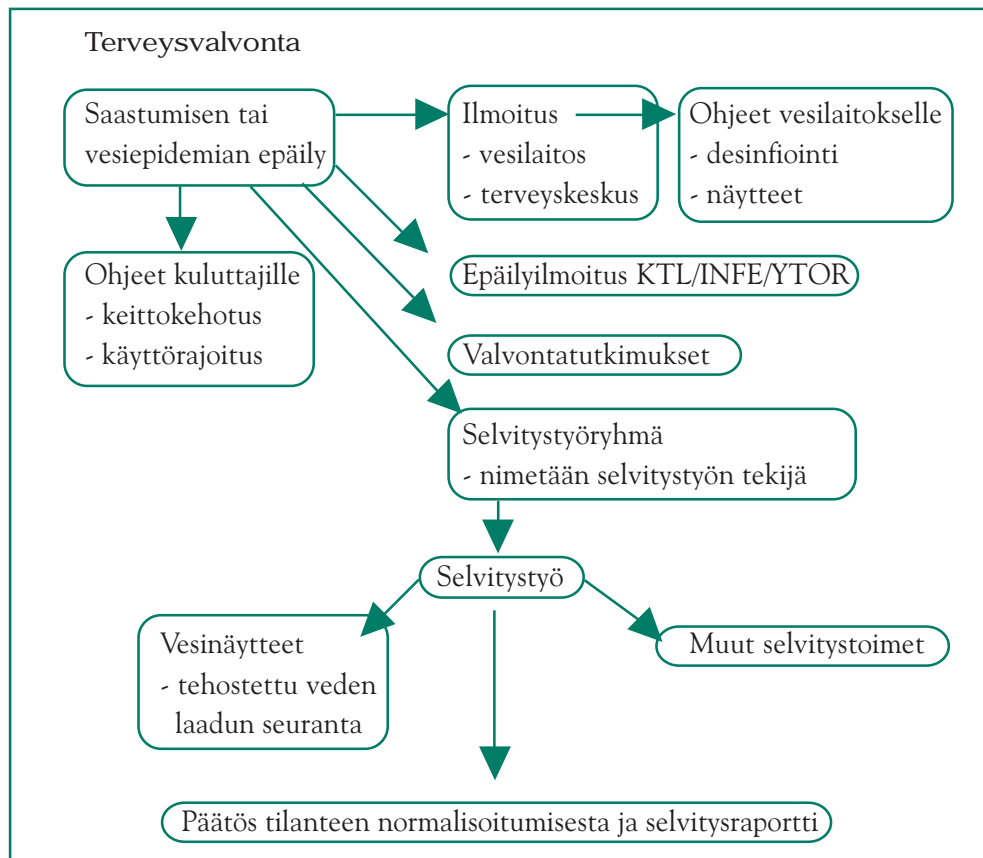 Terveysvalvonta
Saastumisen tai
vesiepidemian epäily
Ilmoitus
- vesilaitos
- terveyskeskus
Ohjeet vesilaitokselle
- desinfiointi
- näytteet
Ohjeet kuluttajille
- keittokehotus
- käyttörajoitus
Epäilyilmoitus KTL/INFE/YTOR
Valvontatutkimukset
Selvitystyöryhmä
- nimetään selvitystyön tekijä
Selvitystyö
Vesinäytteet
- tehostettu veden
laadun seuranta
Muut selvitystoimet
Päätös tilanteen normalisoitumisesta ja selvitysraportti